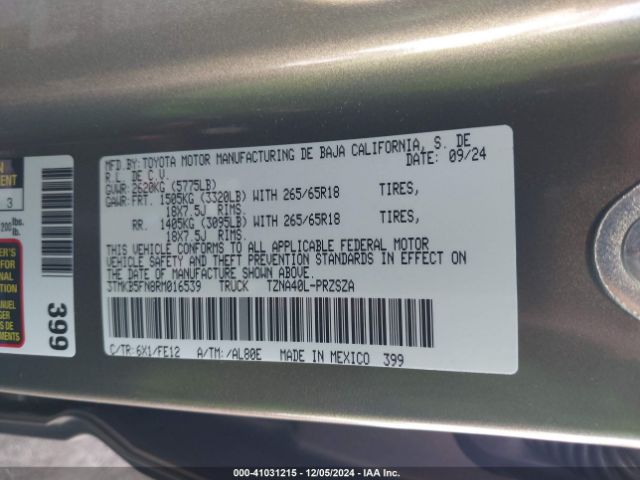 MFD.BY:TOYOTA MOTOR MANUFACTURING DE BAJA CALIFORNIA, S. DE
R.L. DE C.V. DATE: 09/24
GVWR: 2620KG (5775LB)
GAWR: FRT. 1505KG (3320LB) WITH 265/65R18 TIRES,
18X7.5J RIMS.
RR. 1405KG (3095LB) WITH 265/65R18 TIRES,
18X7.5J RIMS.
THIS VEHICLE CONFORMS TO ALL APPLICABLE FEDERAL MOTOR
VEHICLE SAFETY AND THEFT PREVENTION STANDARDS IN EFFECT ON
THE DATE OF MANUFACTURE SHOWN ABOVE.
3TMKB5FN8RM016539 TRUCK TZNA40L-PRZSZA
C/TR:6X1/FE12 A/TM:/AL80E MADE IN MEXICO 399
3
200 lbs.
399
000-41031215 - 12/05/2024 - IAA Inc.